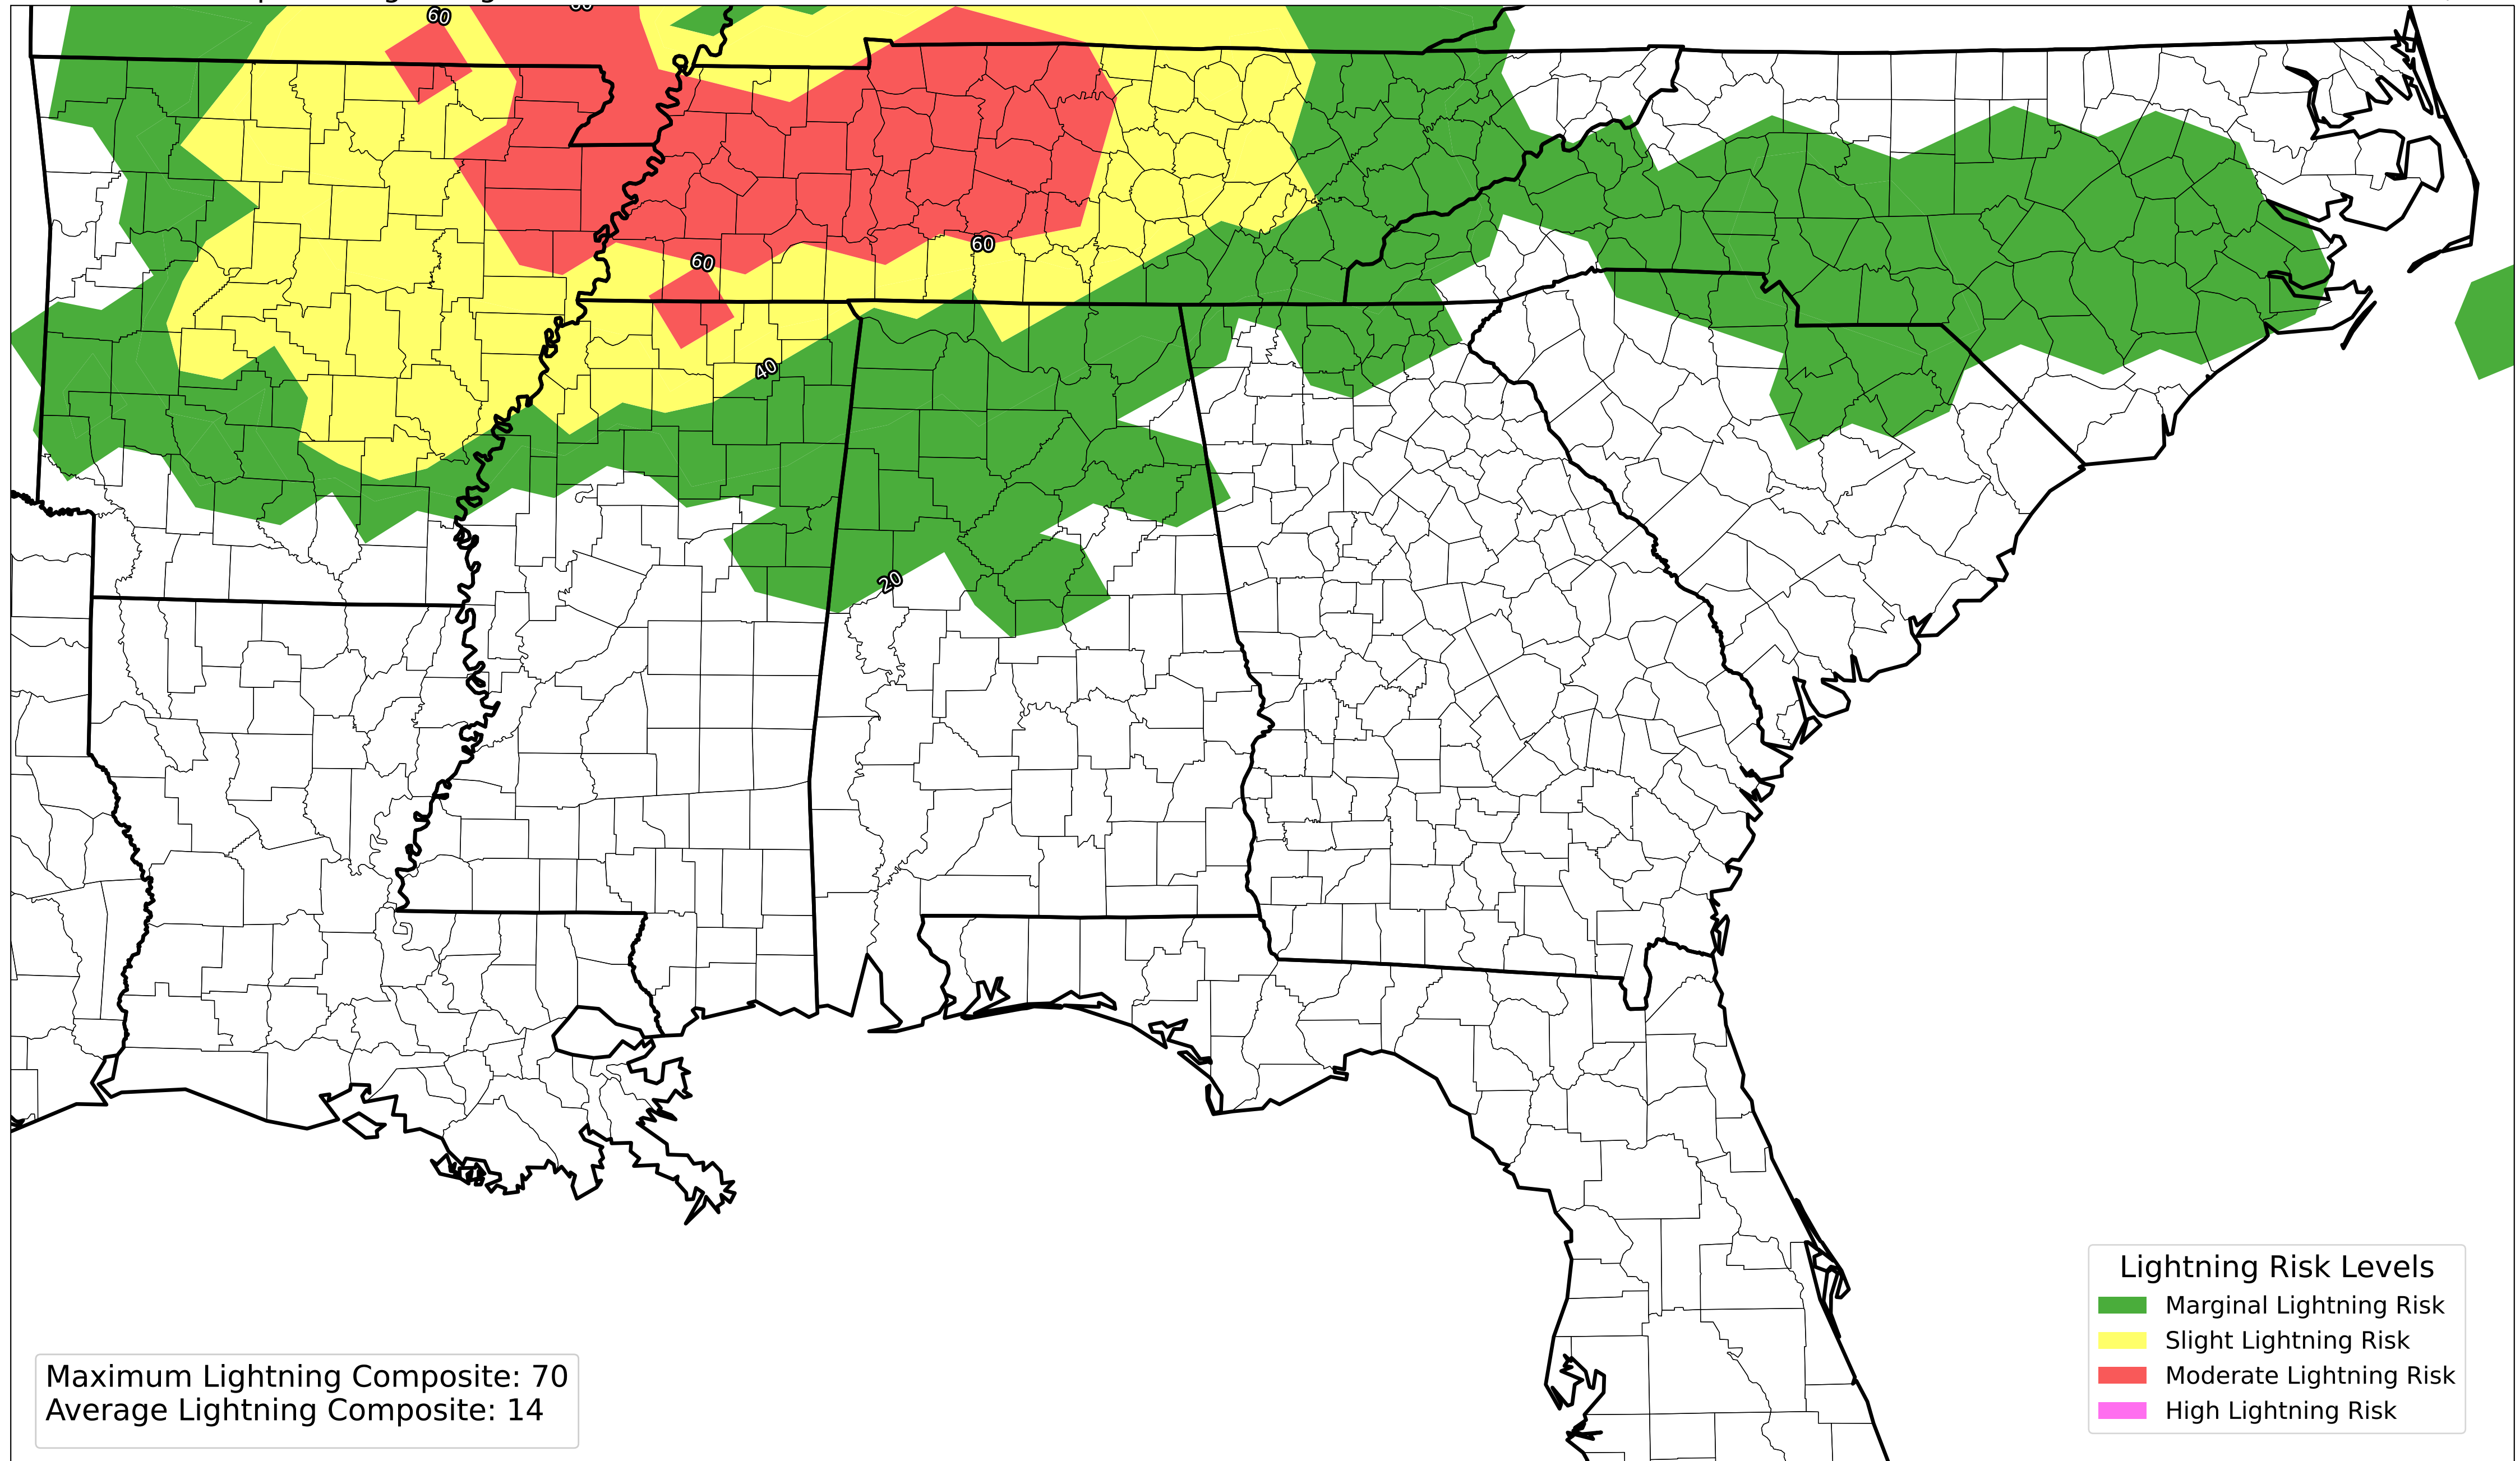 60
60
60
40
20
Lightning Risk Levels
Marginal Lightning Risk
Slight Lightning Risk
Moderate Lightning Risk
High Lightning Risk
Maximum Lightning Composite: 70
Average Lightning Composite: 14